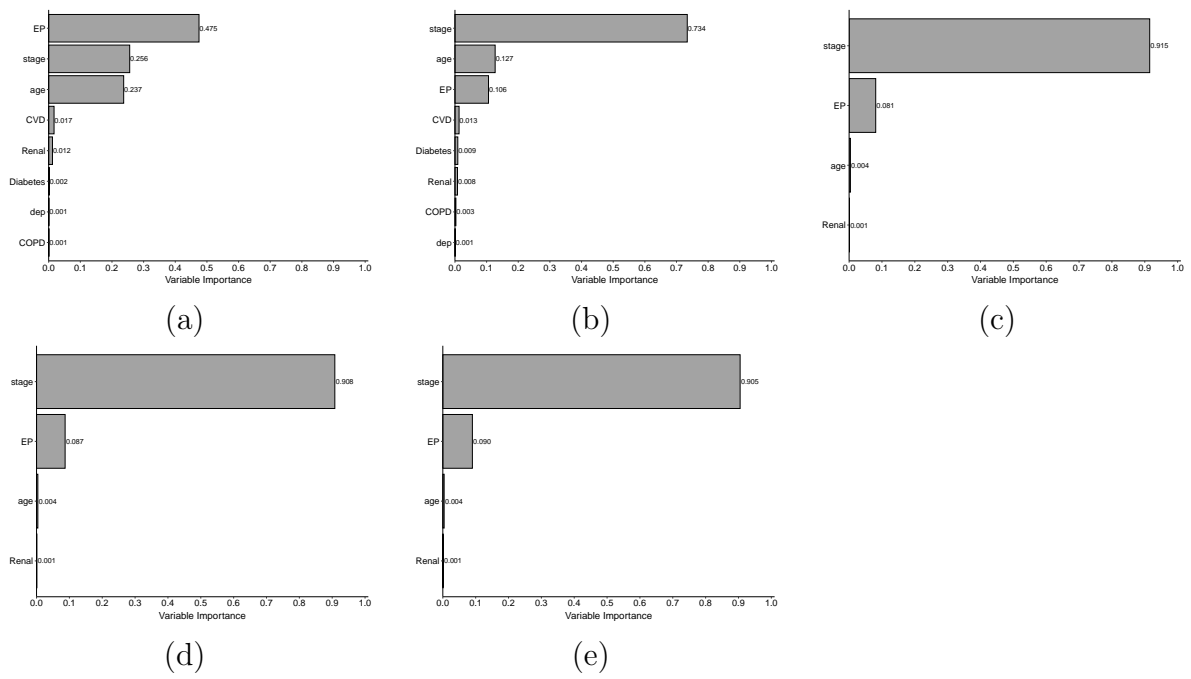 EP 0.475
stage 0.256
age 0.237
CVD 0.017
Renal 0.012
Diabetes 0.002
dep 0.001
COPD 0.001
0.0 0.1 0.2 0.3 0.4 0.5 0.6 0.7 0.8 0.9 1.0
Variable Importance
(a)
stage 0.734
age 0.127
EP 0.106
CVD 0.013
Diabetes 0.009
Renal 0.008
COPD 0.003
dep 0.001
0.0 0.1 0.2 0.3 0.4 0.5 0.6 0.7 0.8 0.9 1.0
Variable Importance
(b)
stage 0.915
EP 0.081
age 0.004
Renal 0.001
0.0 0.1 0.2 0.3 0.4 0.5 0.6 0.7 0.8 0.9 1.0
Variable Importance
(c)
stage 0.908
EP 0.087
age 0.004
Renal 0.001
0.0 0.1 0.2 0.3 0.4 0.5 0.6 0.7 0.8 0.9 1.0
Variable Importance
(d)
stage 0.905
EP 0.090
age 0.004
Renal 0.001
0.0 0.1 0.2 0.3 0.4 0.5 0.6 0.7 0.8 0.9 1.0
Variable Importance
(e)